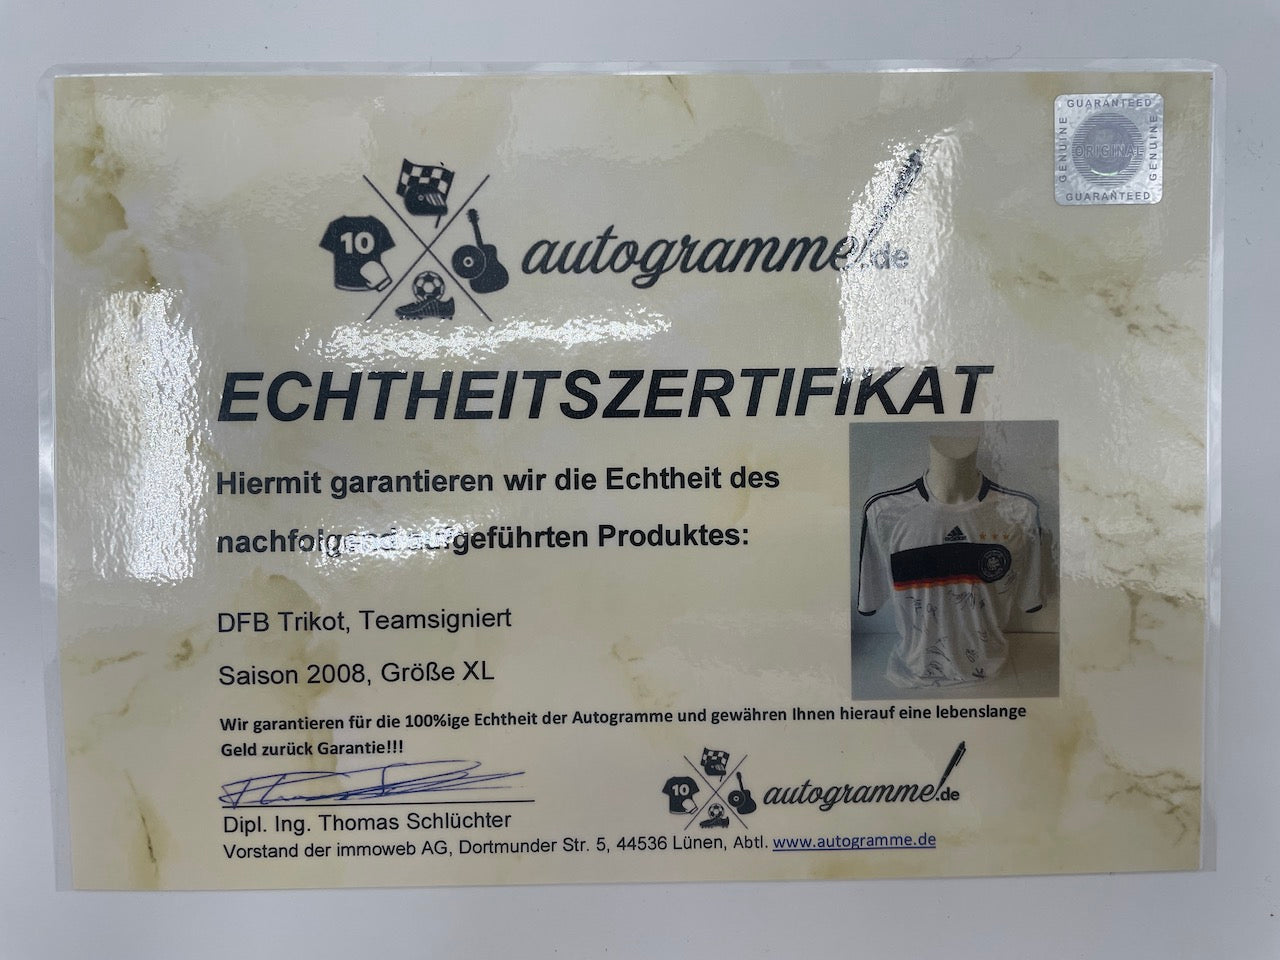 GUARANTEED
GENUINE ORIGINAL GENUINE
GUARANTEED
10
autogramme!.de
ECHTHEITSZERTIFIKAT
Hiermit garantieren wir die Echtheit des
nachfolgend aufgeführten Produktes:
adidas
DFB Trikot, Teamsigniert
Saison 2008, Größe XL
Wir garantieren für die 100%ige Echtheit der Autogramme und gewähren Ihnen hierauf eine lebenslange
Geld zurück Garantie!!!
10
autogramme!.de
Dipl. Ing. Thomas Schlüchter
Vorstand der immoweb AG, Dortmunder Str. 5, 44536 Lünen, Abtl. www.autogramme.de